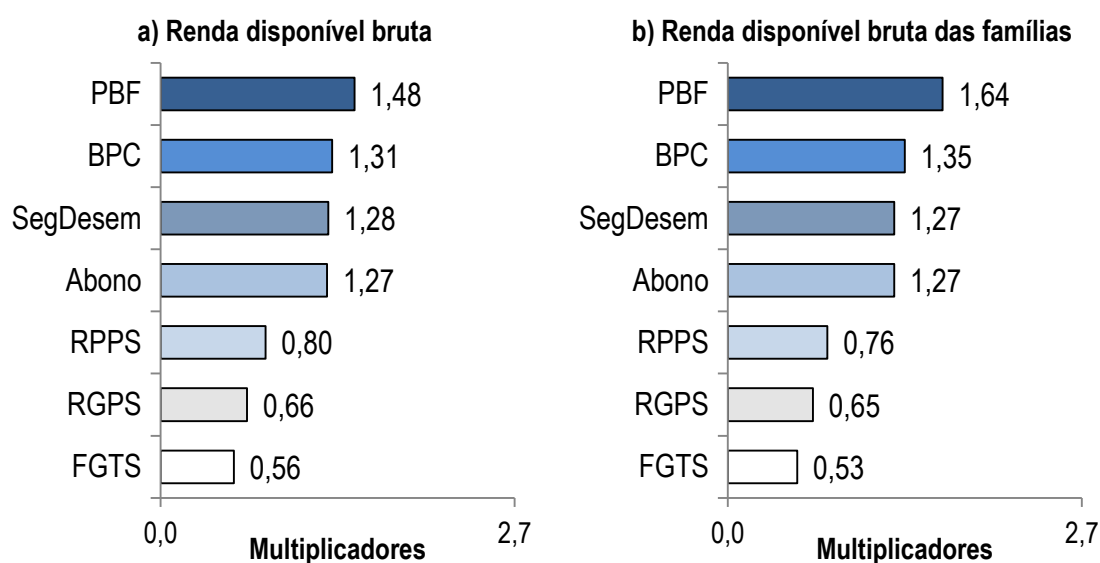 a) Renda disponível bruta
PBF 1,48
BPC 1,31
SegDesem 1,28
Abono 1,27
RPPS 0,80
RGPS 0,66
FGTS 0,56
0,0 2,7
Multiplicadores
b) Renda disponível bruta das famílias
PBF 1,64
BPC 1,35
SegDesem 1,27
Abono 1,27
RPPS 0,76
RGPS 0,65
FGTS 0,53
0,0 2,7
Multiplicadores